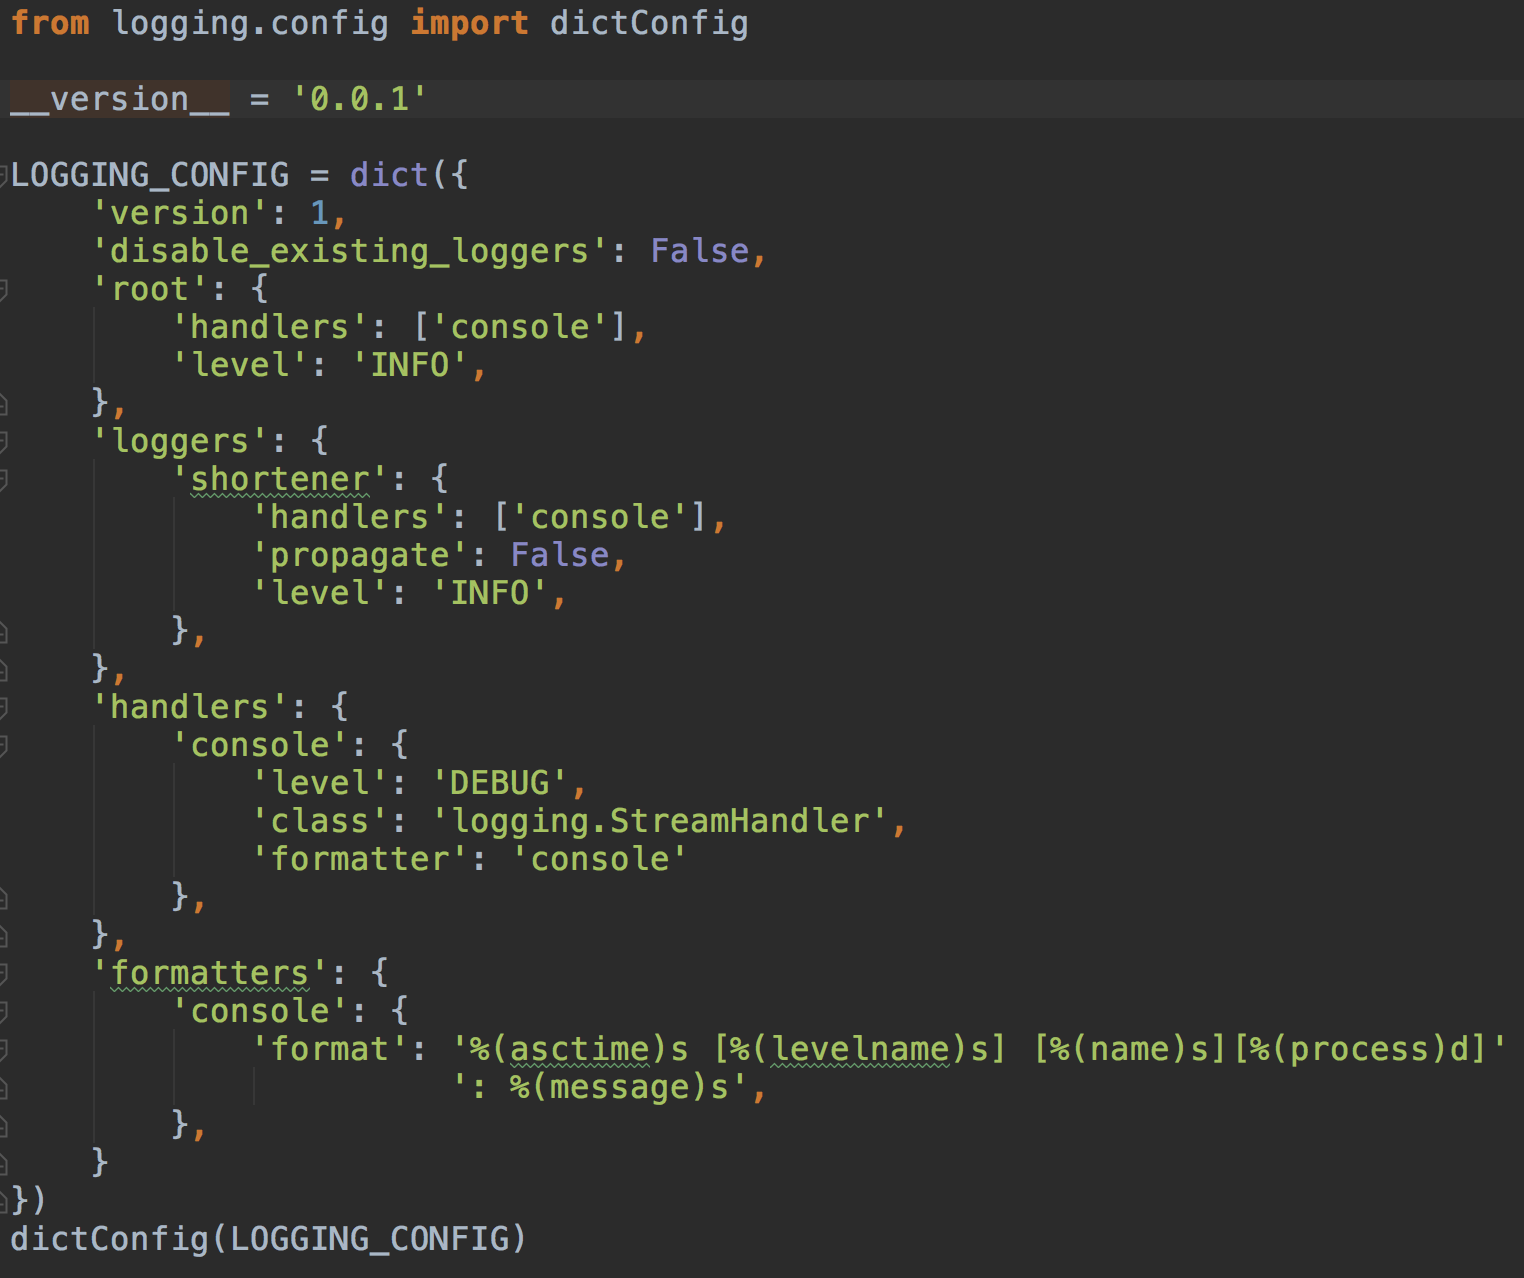 from logging.config import dictConfig

__version__ = '0.0.1'

LOGGING_CONFIG = dict({
    'version': 1,
    'disable_existing_loggers': False,
    'root': {
        'handlers': ['console'],
        'level': 'INFO',
    },
    'loggers': {
        'shortener': {
            'handlers': ['console'],
            'propagate': False,
            'level': 'INFO',
        },
    },
    'handlers': {
        'console': {
            'level': 'DEBUG',
            'class': 'logging.StreamHandler',
            'formatter': 'console'
        },
    },
    'formatters': {
        'console': {
            'format': '%(asctime)s [%(levelname)s] [%(name)s][%(process)d]'
                      ': %(message)s',
        },
    }
})
dictConfig(LOGGING_CONFIG)